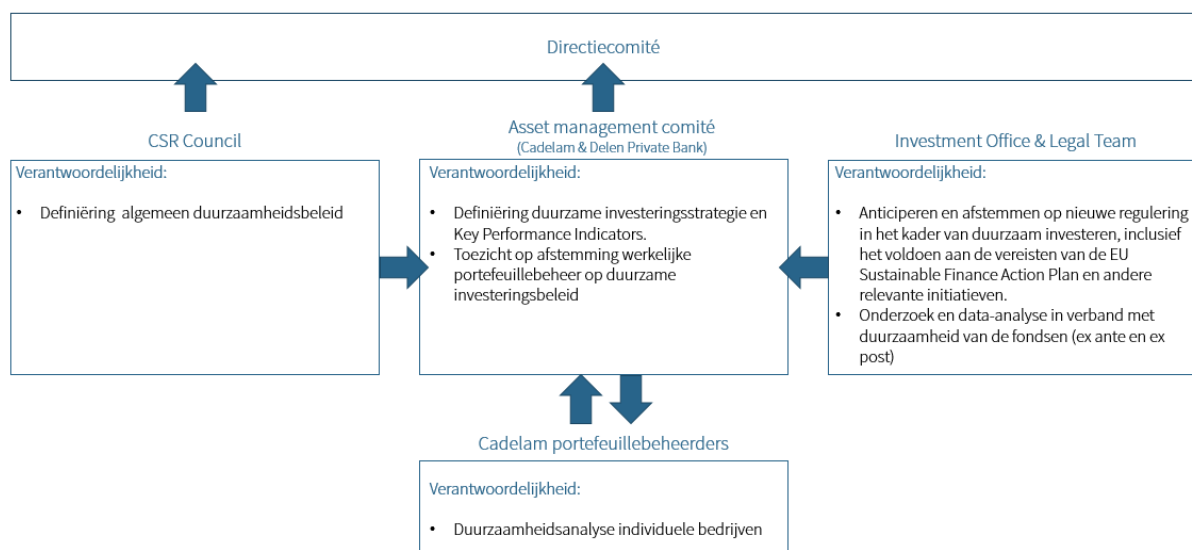 Directiecomité
CSR Council
Verantwoordelijkheid:
• Definiëring algemeen duurzaamheidsbeleid
Asset management comité
(Cadelam & Delen Private Bank)
Verantwoordelijkheid:
• Definiëring duurzame investeringsstrategie en
Key Performance Indicators.
• Toezicht op afstemming werkelijke
portefeuillebeheer op duurzame
investeringsbeleid
Investment Office & Legal Team
Verantwoordelijkheid:
• Anticiperen en afstemmen op nieuwe regulering
in het kader van duurzaam investeren, inclusief
het voldoen aan de vereisten van de EU
Sustainable Finance Action Plan en andere
relevante initiatieven.
• Onderzoek en data-analyse in verband met
duurzaamheid van de fondsen (ex ante en ex
post)
Cadelam portefeuillebeheerders
Verantwoordelijkheid:
• Duurzaamheidsanalyse individuele bedrijven